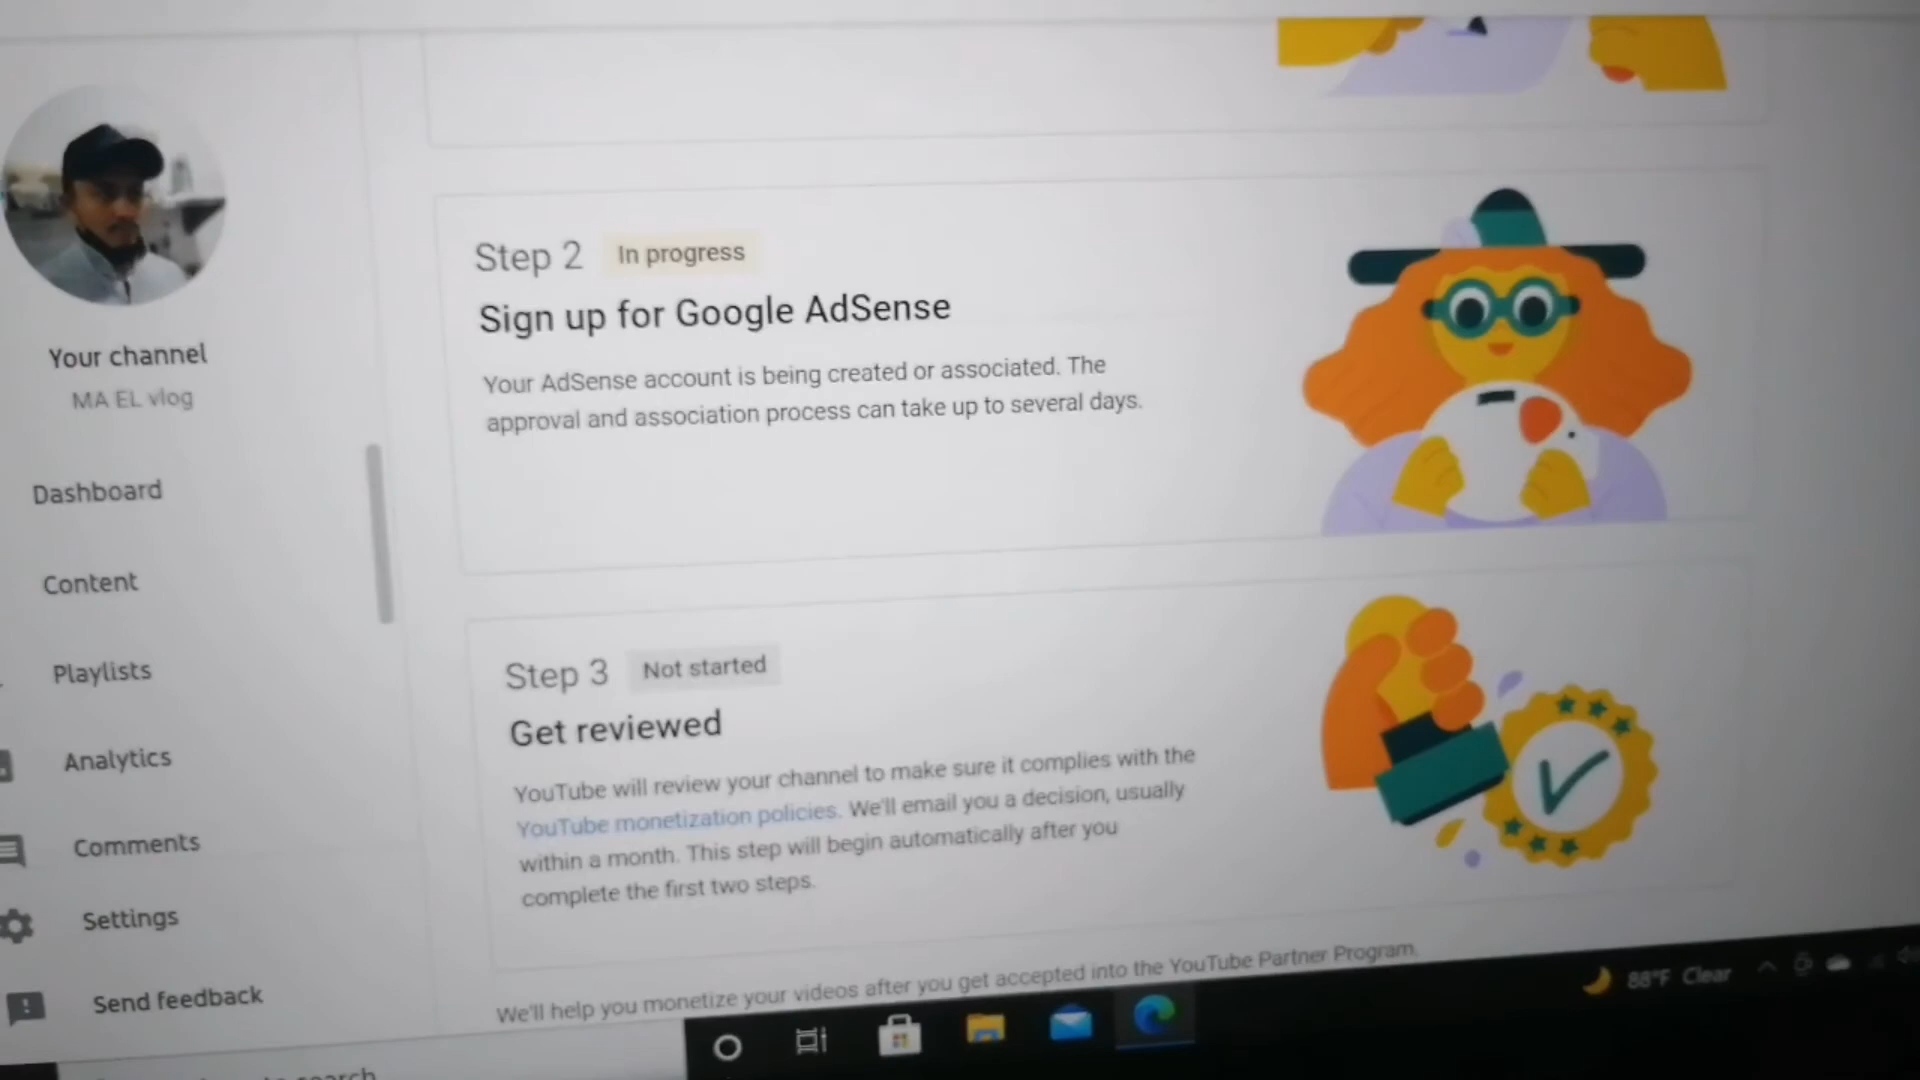 Your channel
MA EL vlog
Dashboard
Content
Playlists
Analytics
Comments
Settings
Send feedback
Step 2 In progress
Sign up for Google AdSense
Your AdSense account is being created or associated. The
approval and association process can take up to several days.
Step 3 Not started
Get reviewed
YouTube will review your channel to make sure it complies with the
YouTube monetization policies. We'll email you a decision, usually
within a month. This step will begin automatically after you
complete the first two steps.
We'll help you monetize your videos after you get accepted into the YouTube Partner Program.
88°F Clear
search